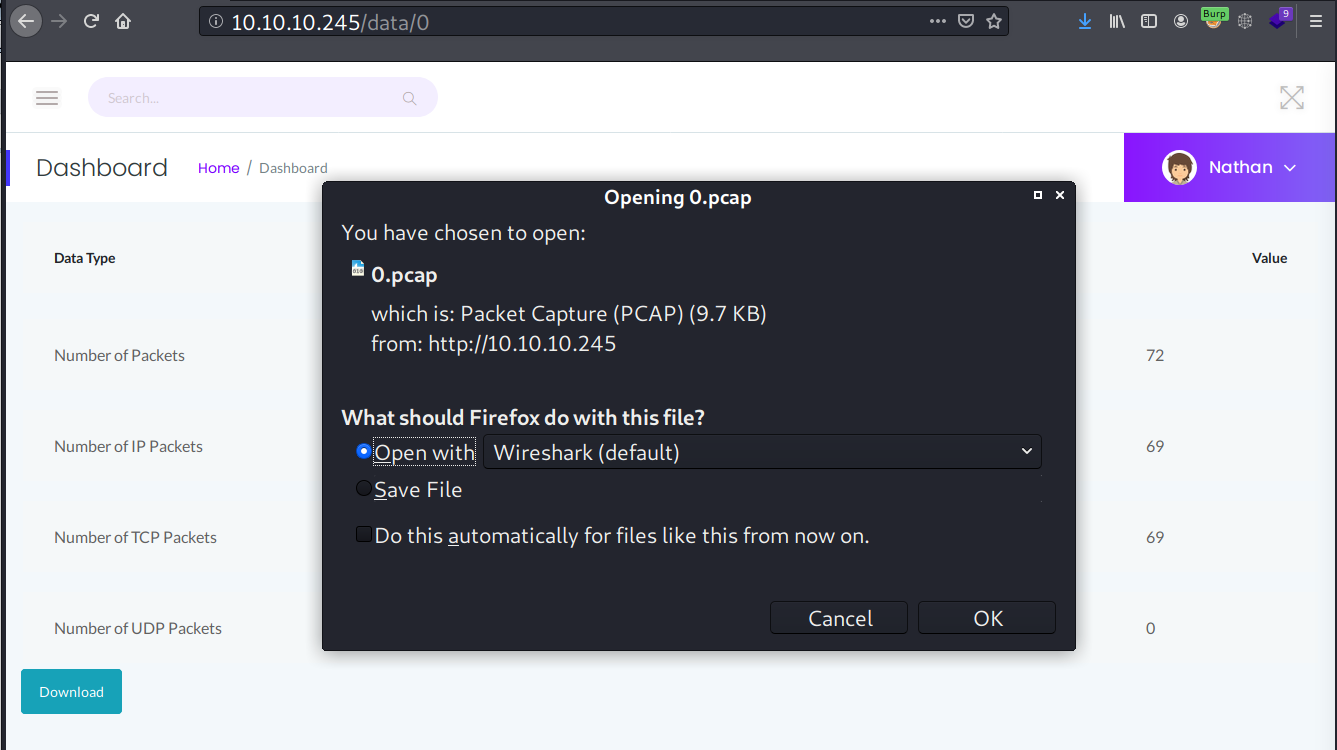 10.10.10.245/data/0
Burp
9
Search...
Dashboard
Home / Dashboard
Nathan
Opening 0.pcap
You have chosen to open:
0.pcap
which is: Packet Capture (PCAP) (9.7 KB)
from: http://10.10.10.245
What should Firefox do with this file?
Open with Wireshark (default)
Save File
Do this automatically for files like this from now on.
Cancel OK
Data Type Value
Number of Packets 72
Number of IP Packets 69
Number of TCP Packets 69
Number of UDP Packets 0
Download